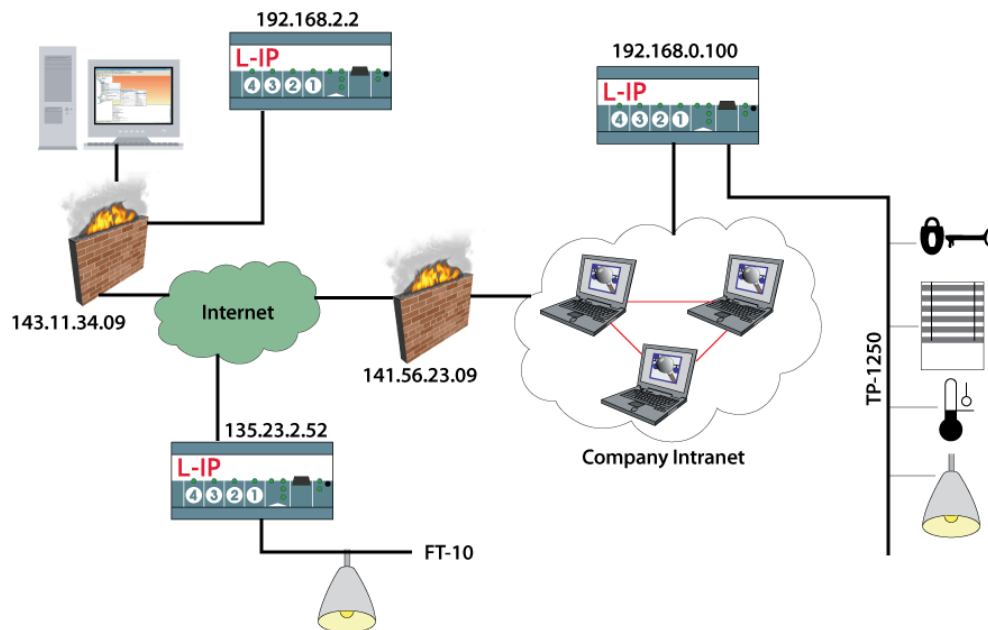 192.168.2.2
192.168.0.100
L-IP
4 3 2 1
L-IP
4 3 2 1
Internet
143.11.34.09
141.56.23.09
TP-1250
135.23.2.52
Company Intranet
L-IP
4 3 2 1
FT-10